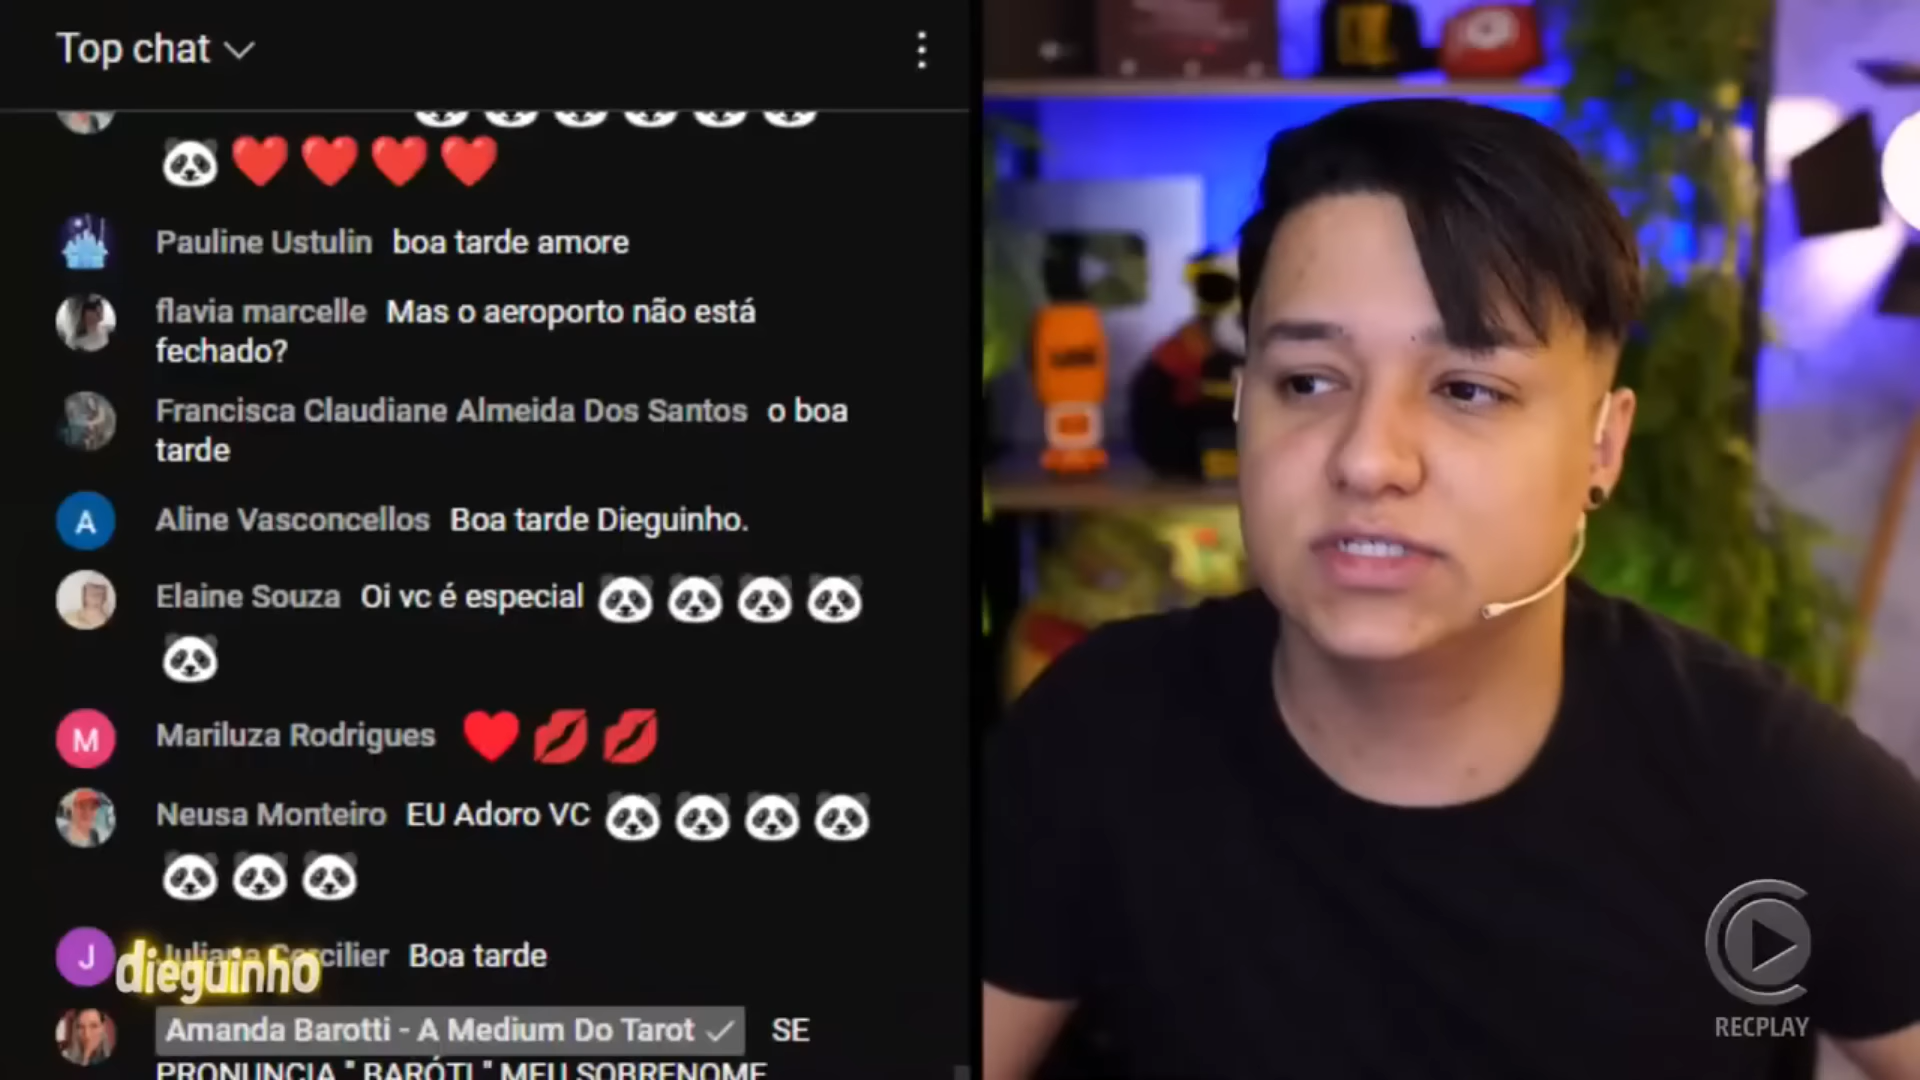 Top chat
Pauline Ustulin boa tarde amore
flavia marcelle Mas o aeroporto não está
fechado?
Francisca Claudiane Almeida Dos Santos o boa
tarde
A
Aline Vasconcellos Boa tarde Dieguinho.
Elaine Souza Oi vc é especial
M
Mariluza Rodrigues
Neusa Monteiro EU Adoro VC
J
Juliana Boa tarde
dieguinho
Amanda Barotti - A Medium Do Tarot SE
PRONUNCIA " BARÓTI " MEU SOBRENOME
RECPLAY